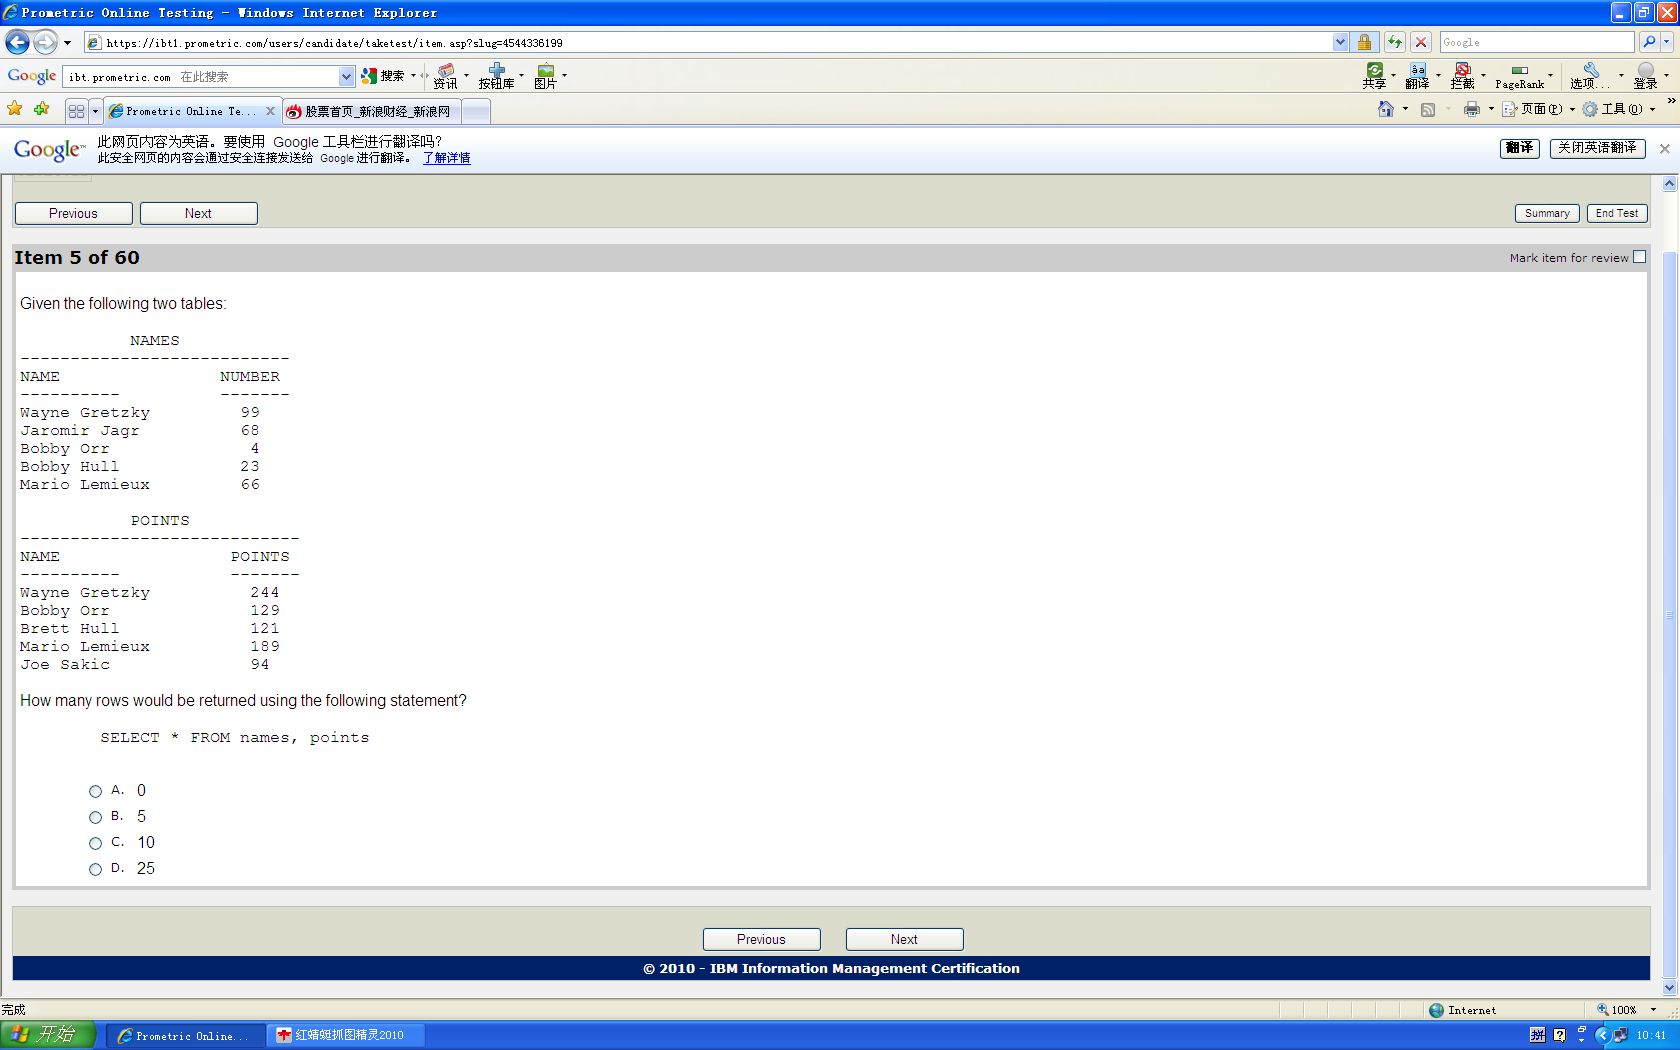 Prometric Online Testing - Windows Internet Explorer
https://ibt1.prometric.com/users/candidate/taketest/item.asp?slug=4544336199
Google
Google ibt.prometric.com 在此搜索 搜索 资讯 按钮库 图片 共享 翻译 拦截 PageRank 选项... 登录
Prometric Online Te... 股票首页_新浪财经_新浪网 页面(P) 工具(O) »
Google™ 此网页内容为英语。要使用 Google 工具栏进行翻译吗?
此安全网页的内容会通过安全连接发送给 Google 进行翻译。 了解详情
翻译 关闭英语翻译
Previous Next Summary End Test
Item 5 of 60 Mark item for review
Given the following two tables:
NAMES
---------------------------
NAME NUMBER
---------- -------
Wayne Gretzky 99
Jaromir Jagr 68
Bobby Orr 4
Bobby Hull 23
Mario Lemieux 66
POINTS
----------------------------
NAME POINTS
---------- -------
Wayne Gretzky 244
Bobby Orr 129
Brett Hull 121
Mario Lemieux 189
Joe Sakic 94
How many rows would be returned using the following statement?
SELECT * FROM names, points
A. 0
B. 5
C. 10
D. 25
Previous Next
© 2010 - IBM Information Management Certification
完成 Internet 100%
开始 Prometric Online... 红蜻蜓抓图精灵2010 拼 10:41